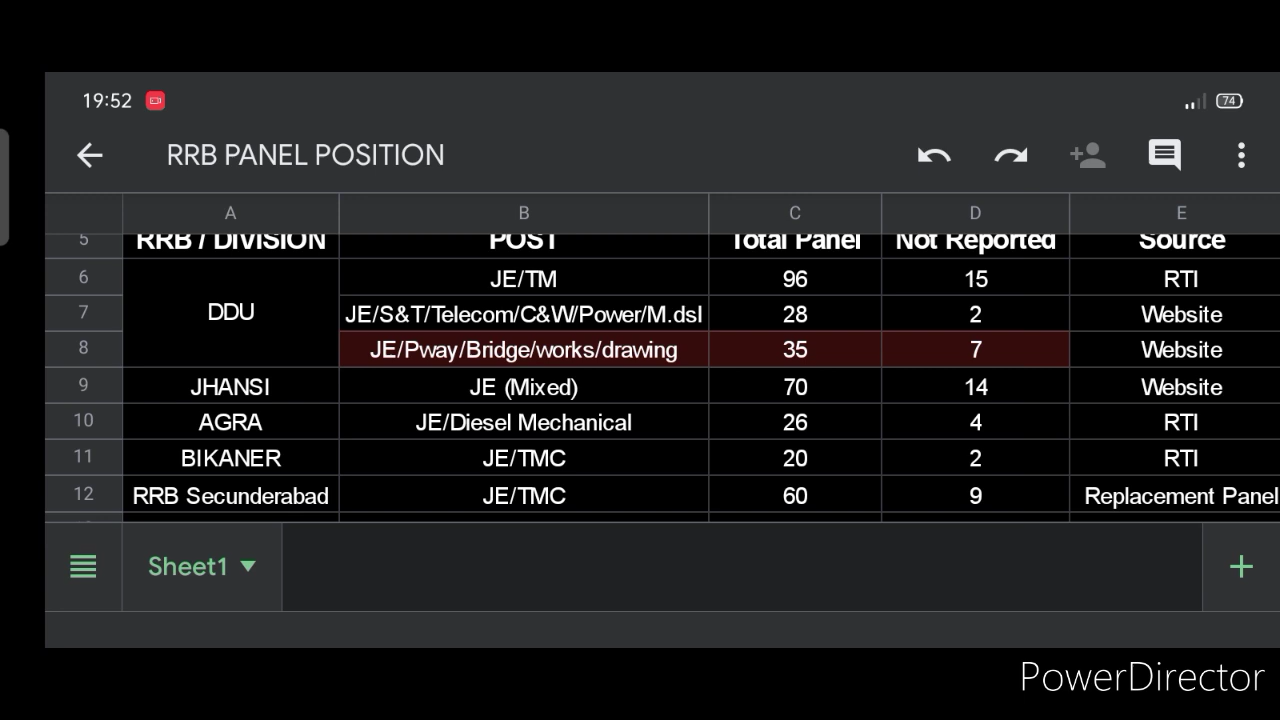 19:52 74
RRB PANEL POSITION
A B C D E
5 RRB / DIVISION POST Total Panel Not Reported Source
6 JE/TM 96 15 RTI
DDU
7 JE/S&T/Telecom/C&W/Power/M.dsl 28 2 Website
8 JE/Pway/Bridge/works/drawing 35 7 Website
9 JHANSI JE (Mixed) 70 14 Website
10 AGRA JE/Diesel Mechanical 26 4 RTI
11 BIKANER JE/TMC 20 2 RTI
12 RRB Secunderabad JE/TMC 60 9 Replacement Panel
Sheet1
PowerDirector